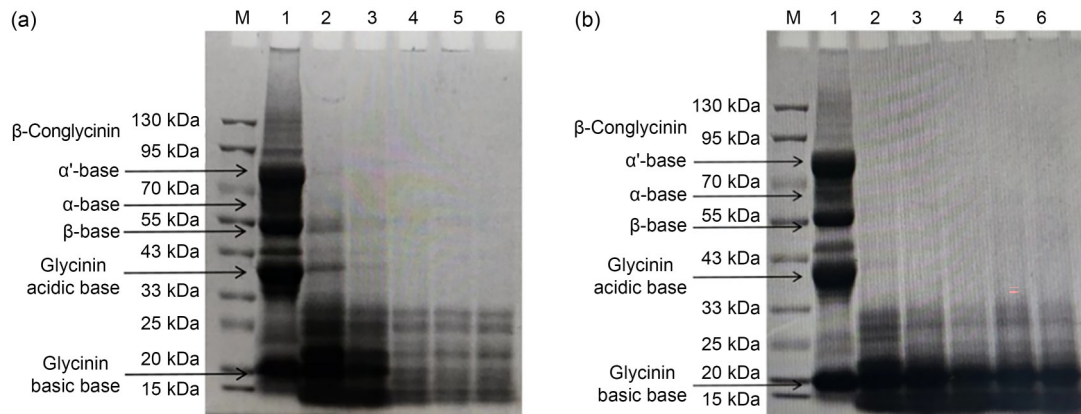 (a)
M 1 2 3 4 5 6
130 kDa
β-Conglycinin
95 kDa
α'-base
70 kDa
α-base
55 kDa
β-base
43 kDa
Glycinin
acidic base
33 kDa
25 kDa
20 kDa
Glycinin
basic base
15 kDa
(b)
M 1 2 3 4 5 6
130 kDa
β-Conglycinin
95 kDa
α'-base
70 kDa
α-base
55 kDa
β-base
43 kDa
Glycinin
acidic base
33 kDa
25 kDa
20 kDa
Glycinin
basic base
15 kDa